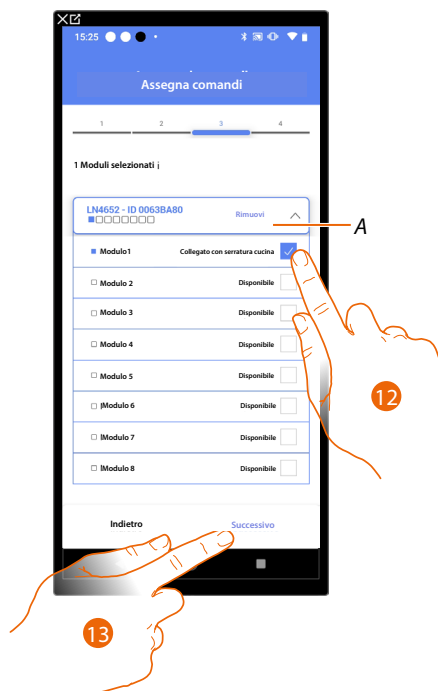 15:25
Assegna comandi
1 2 3 4
1 Moduli selezionati ¡
LN4652 - ID 0063BA80
Rimuovi
A
Modulo1 Collegato con serratura cucina
Modulo 2 Disponibile
Modulo 3 Disponibile
Modulo 4 Disponibile
Modulo 5 Disponibile
Modulo 6 Disponibile
Modulo 7 Disponibile
Modulo 8 Disponibile
12
Indietro Successivo
13